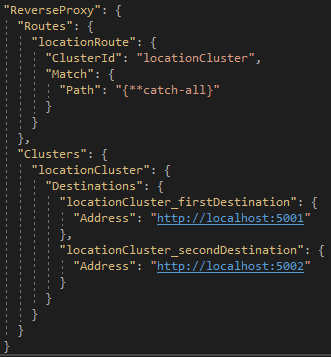 "ReverseProxy": {
  "Routes": {
    "locationRoute": {
      "ClusterId": "locationCluster",
      "Match": {
        "Path": "{**catch-all}"
      }
    }
  },
  "Clusters": {
    "locationCluster": {
      "Destinations": {
        "locationCluster_firstDestination": {
          "Address": "http://localhost:5001"
        },
        "locationCluster_secondDestination": {
          "Address": "http://localhost:5002"
        }
      }
    }
  }
}